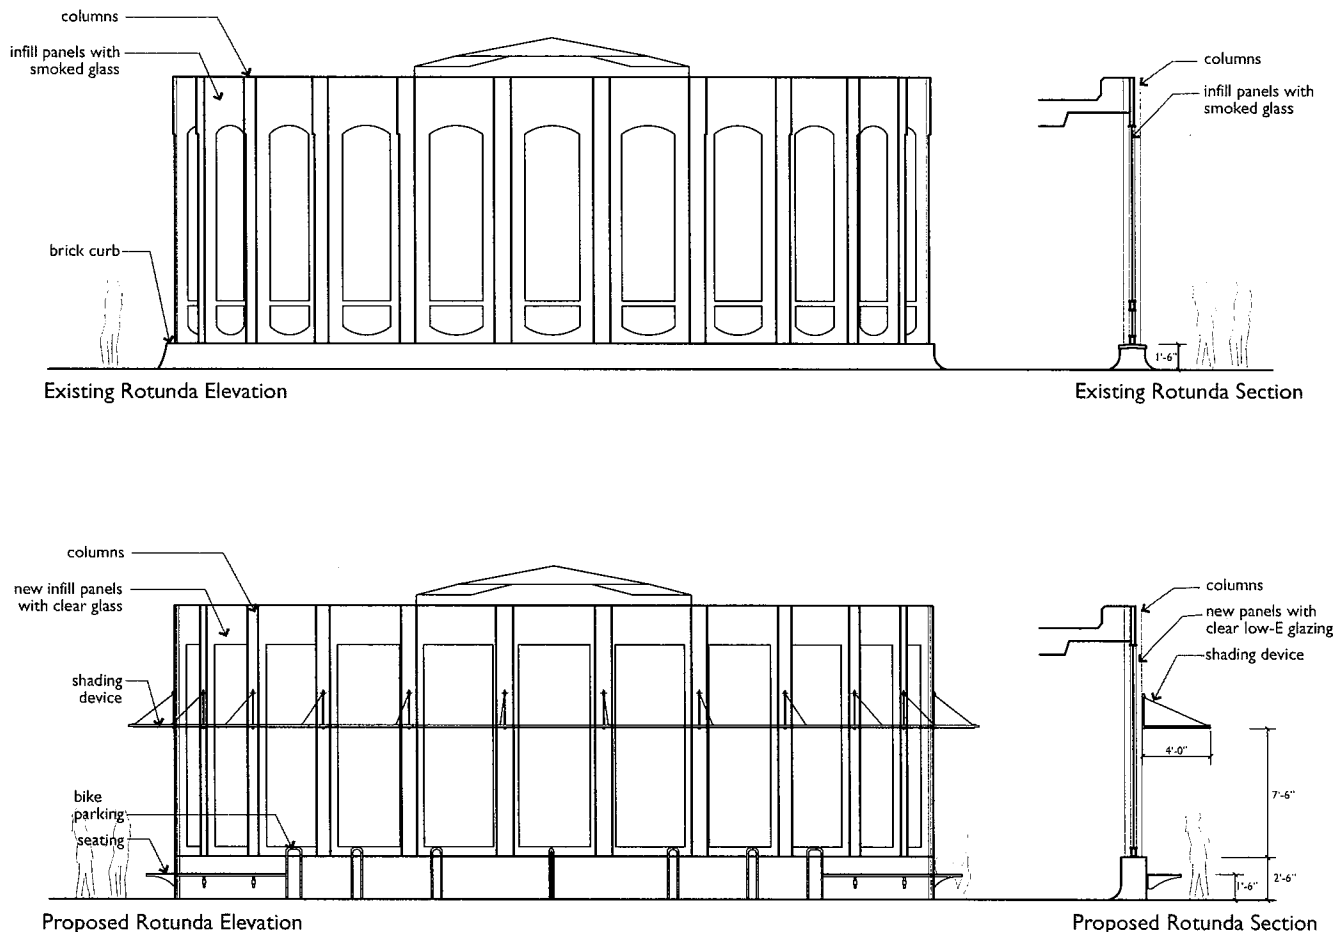 columns
infill panels with
smoked glass
brick curb
columns
infill panels with
smoked glass
1'-6"
Existing Rotunda Elevation
Existing Rotunda Section
columns
new infill panels
with clear glass
shading
device
bike
parking
seating
columns
new panels with
clear low-E glazing
shading device
4'-0"
7'-6"
2'-6"
1'-6"
Proposed Rotunda Elevation
Proposed Rotunda Section